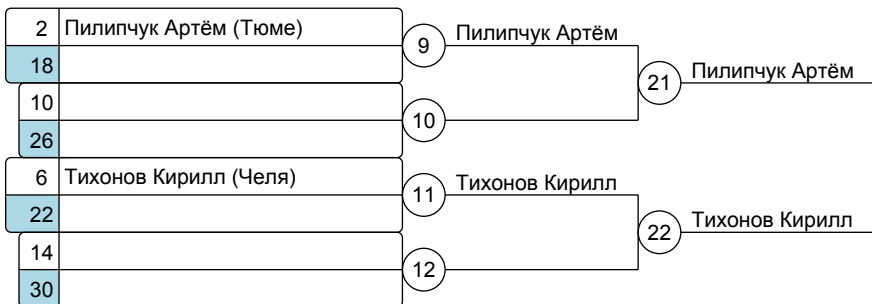 2 Пилипчук Артём (Тюме)
9 Пилипчук Артём
18
21 Пилипчук Артём
10
10
26
6 Тихонов Кирилл (Челя)
11 Тихонов Кирилл
22
22 Тихонов Кирилл
14
12
30